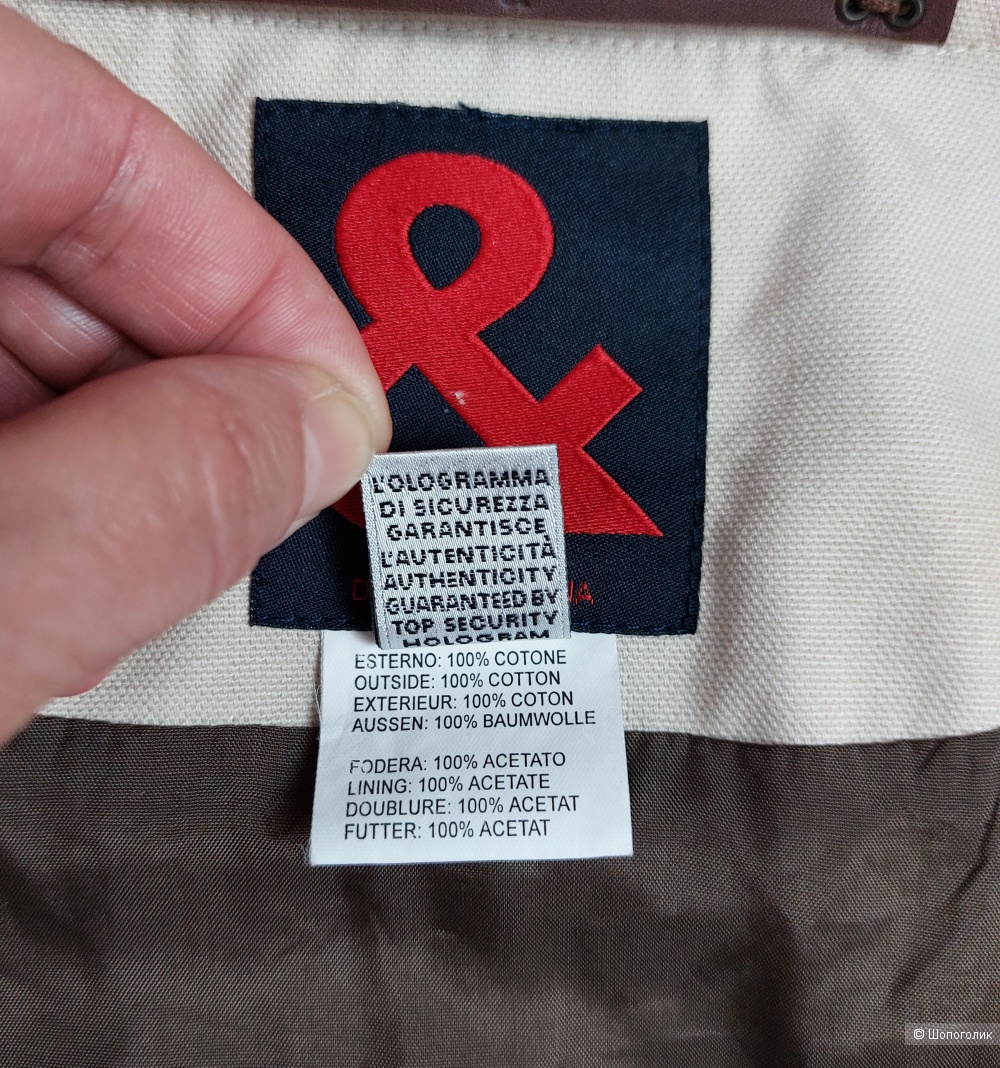 &
L'OLOGRAMMA
DI SICUREZZA
GARANTISCE
L'AUTENTICITÀ
AUTHENTICITY
GUARANTEED BY
TOP SECURITY
HOLOGRAM
ESTERNO: 100% COTONE
OUTSIDE: 100% COTTON
EXTERIEUR: 100% COTON
AUSSEN: 100% BAUMWOLLE
FODERA: 100% ACETATO
LINING: 100% ACETATE
DOUBLURE: 100% ACETAT
FUTTER: 100% ACETAT
© Шопоголик